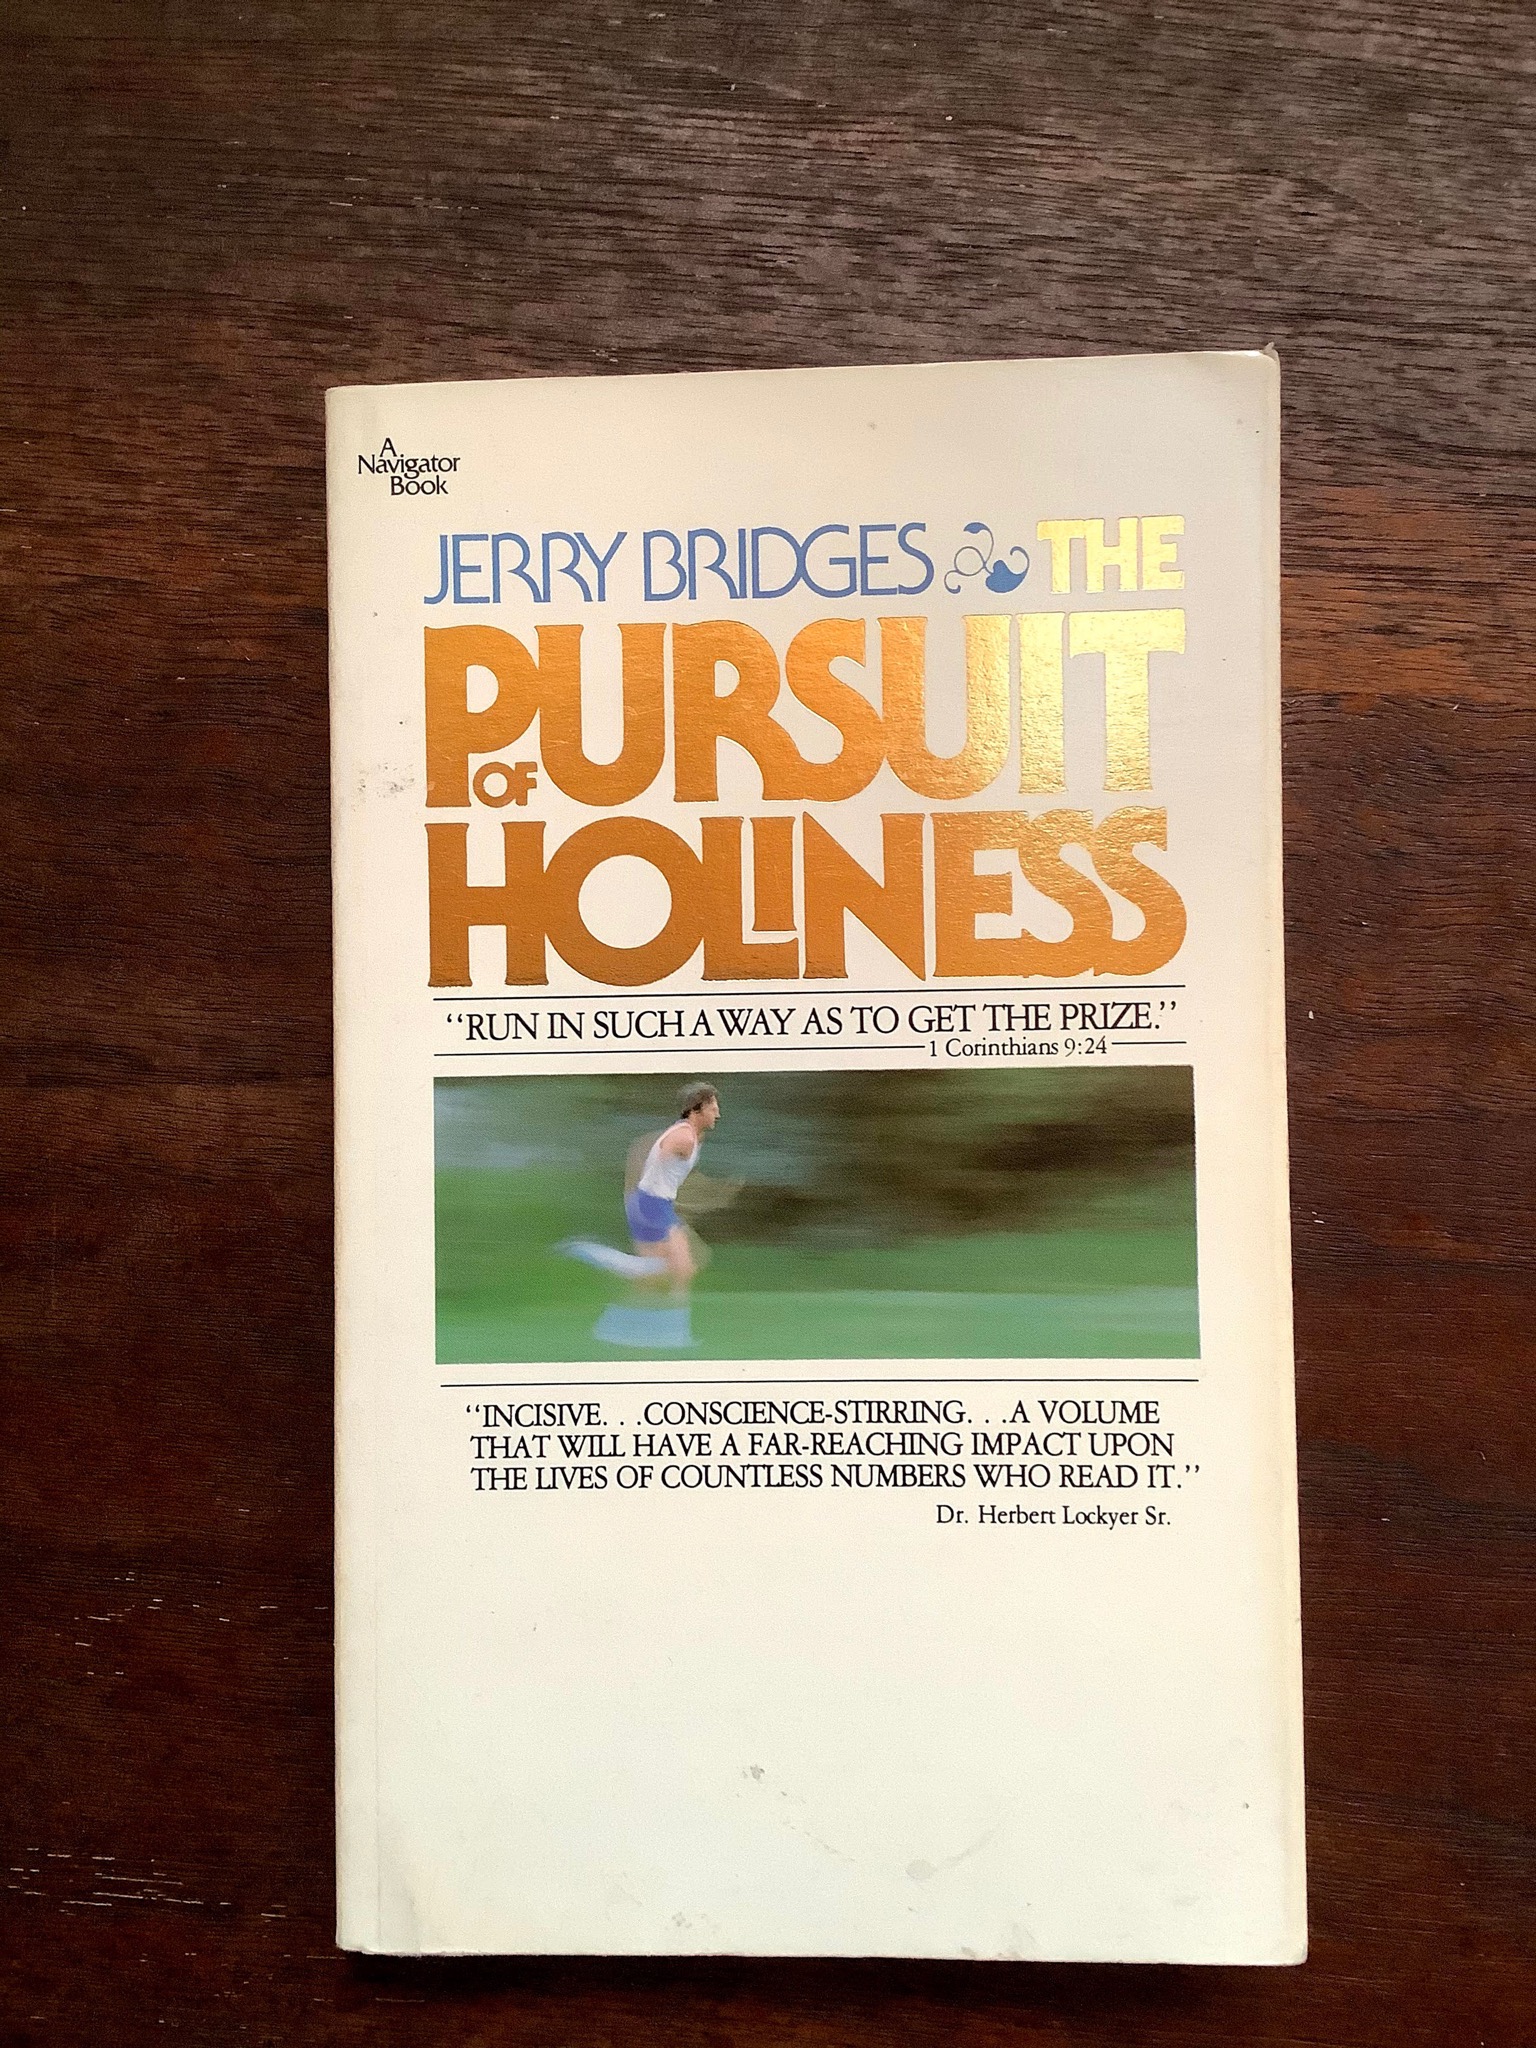 A
Navigator
Book
JERRY BRIDGES THE
PURSUIT
OF
HOLINESS
“RUN IN SUCH A WAY AS TO GET THE PRIZE.”
1 Corinthians 9:24
“INCISIVE. . .CONSCIENCE-STIRRING. . .A VOLUME
THAT WILL HAVE A FAR-REACHING IMPACT UPON
THE LIVES OF COUNTLESS NUMBERS WHO READ IT.”
Dr. Herbert Lockyer Sr.